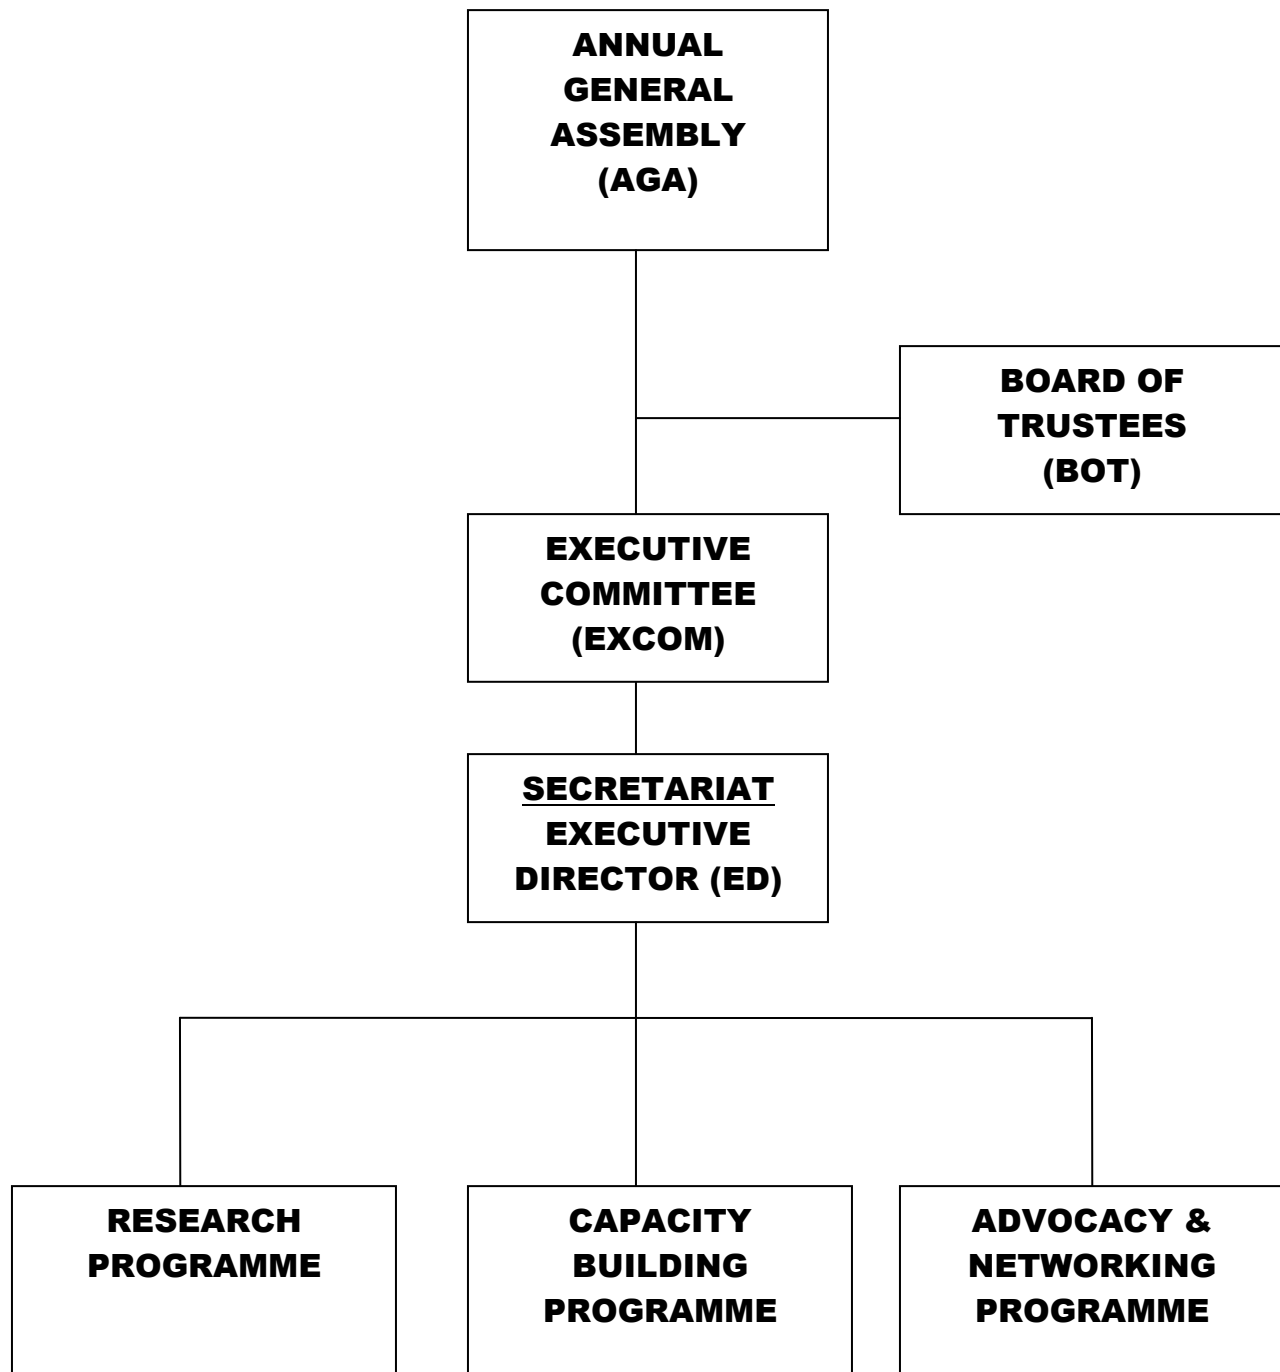 ANNUAL
GENERAL
ASSEMBLY
(AGA)
BOARD OF
TRUSTEES
(BOT)
EXECUTIVE
COMMITTEE
(EXCOM)
SECRETARIAT
EXECUTIVE
DIRECTOR (ED)
RESEARCH
PROGRAMME
CAPACITY
BUILDING
PROGRAMME
ADVOCACY &
NETWORKING
PROGRAMME